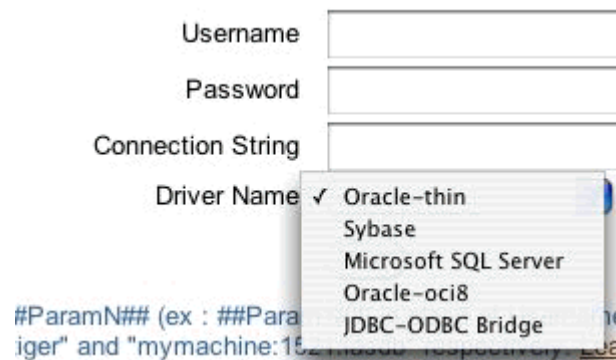 Username
Password
Connection String
Driver Name ✓ Oracle-thin
Sybase
Microsoft SQL Server
Oracle-oci8
JDBC-ODBC Bridge
#ParamN## (ex : ##Para
iger" and "mymachine:152